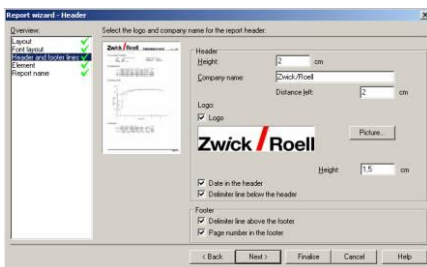 Report wizard - Header
Overview:
Layout
Font layout
Header and footer lines
Element
Report name
Select the logo and company name for the report header.
Zwick Roell
Header
Height: 2 cm
Company name: Zwick/Roell
Distance left: 2 cm
Logo:
Logo
Zwick Roell
Picture...
Height 1,5 cm
Date in the header
Delimiter line below the header
Footer
Delimiter line above the footer
Page number in the footer
< Back Next > Finalise Cancel Help